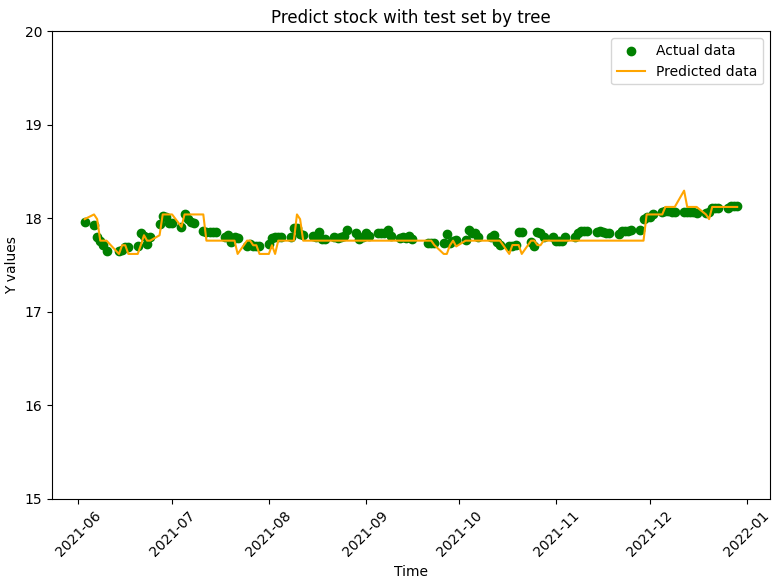 Predict stock with test set by tree
Actual data
Predicted data
20
19
18
17
16
15
Y values
2021-06
2021-07
2021-08
2021-09
2021-10
2021-11
2021-12
2022-01
Time